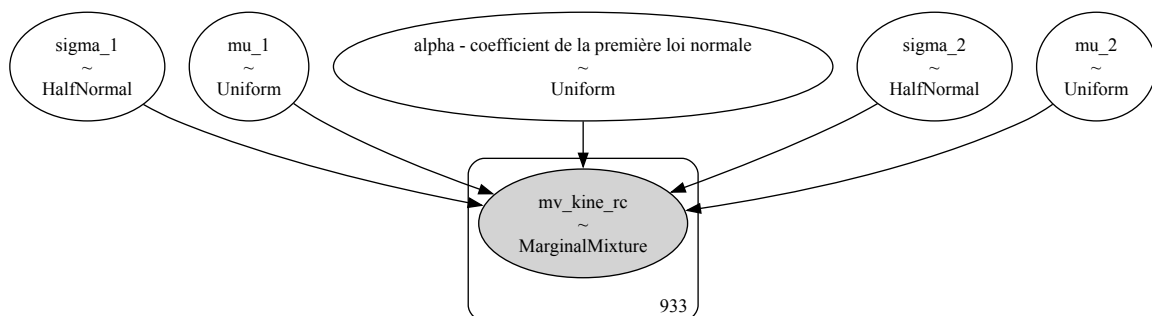 sigma_1
~
HalfNormal
mu_1
~
Uniform
alpha - coefficient de la première loi normale
~
Uniform
sigma_2
~
HalfNormal
mu_2
~
Uniform
mv_kine_rc
~
MarginalMixture
933